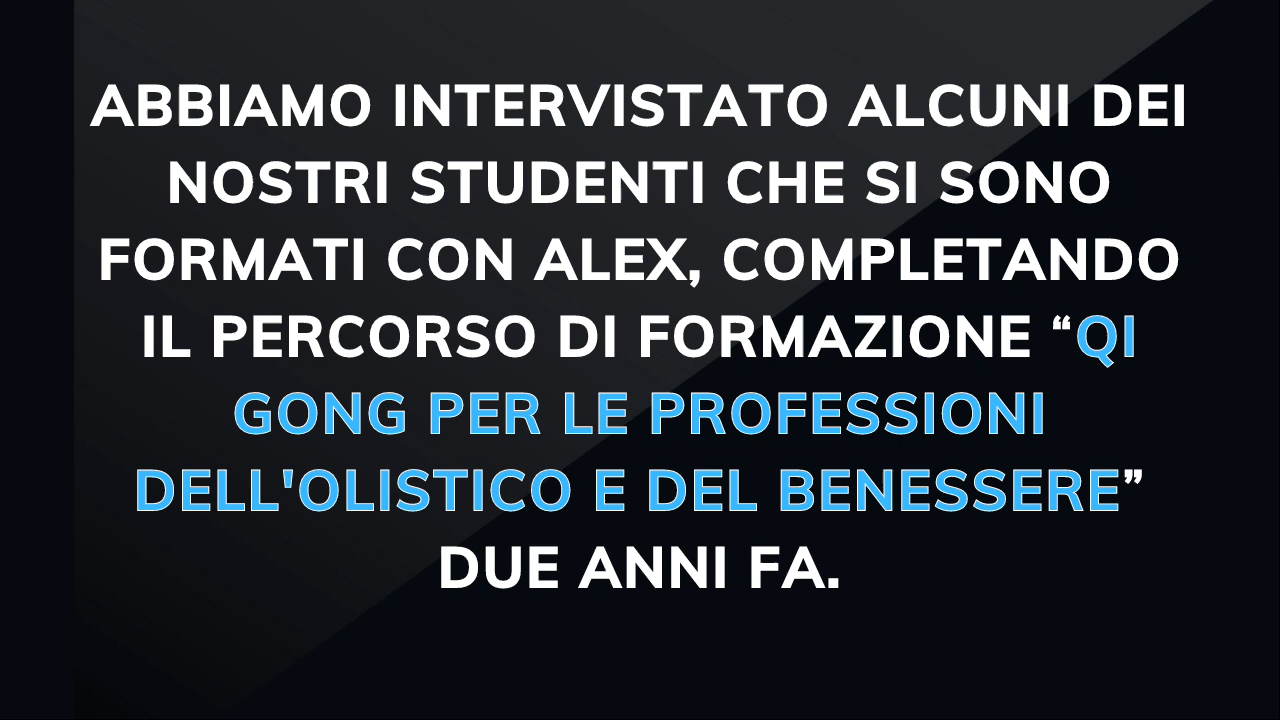 ABBIAMO INTERVISTATO ALCUNI DEI
NOSTRI STUDENTI CHE SI SONO
FORMATI CON ALEX, COMPLETANDO
IL PERCORSO DI FORMAZIONE “QI
GONG PER LE PROFESSIONI
DELL'OLISTICO E DEL BENESSERE”
DUE ANNI FA.